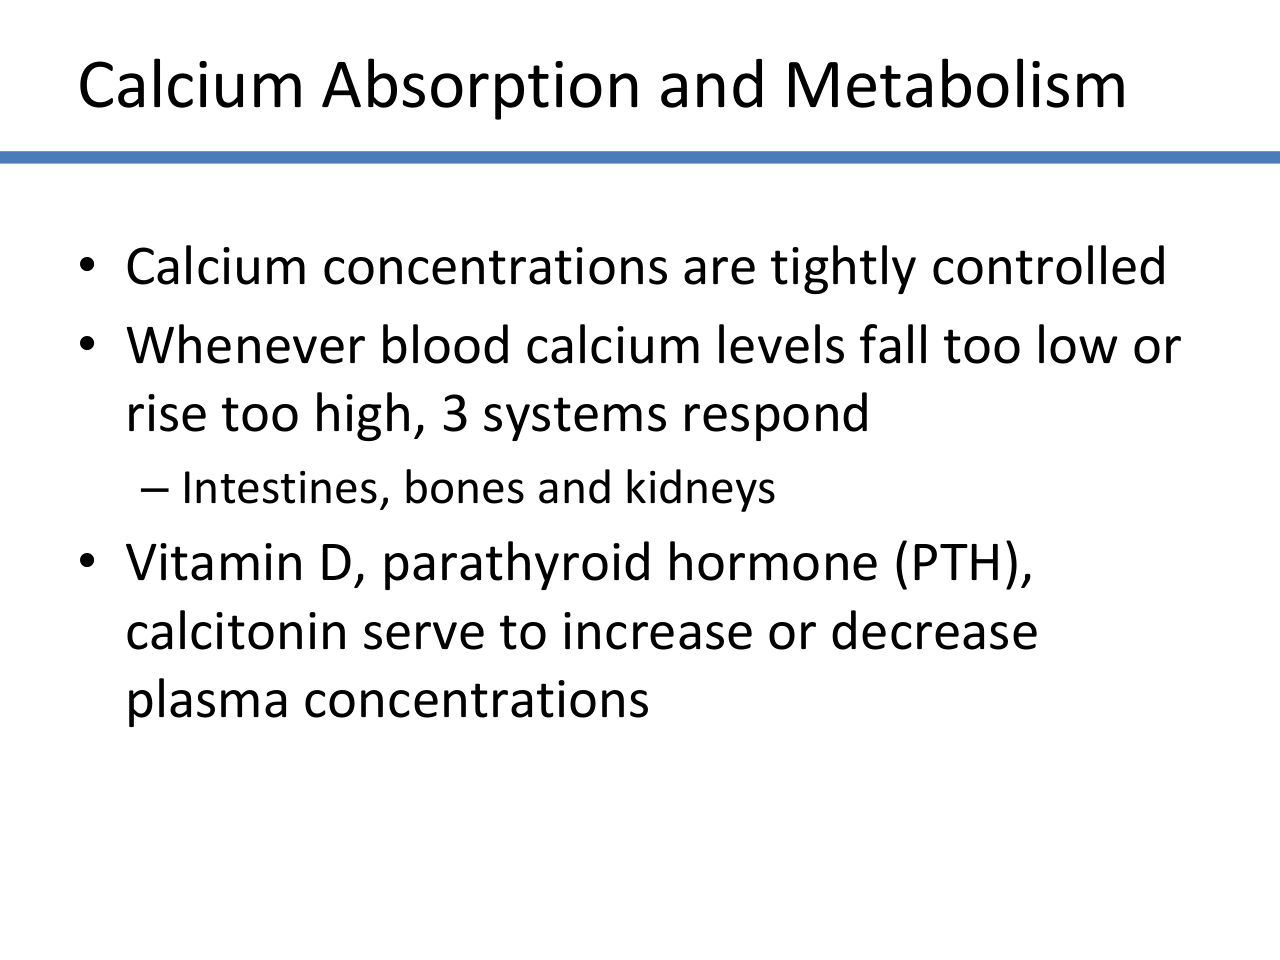 Calcium Absorption and Metabolism
• Calcium concentrations are tightly controlled
• Whenever blood calcium levels fall too low or
rise too high, 3 systems respond
– Intestines, bones and kidneys
• Vitamin D, parathyroid hormone (PTH),
calcitonin serve to increase or decrease
plasma concentrations